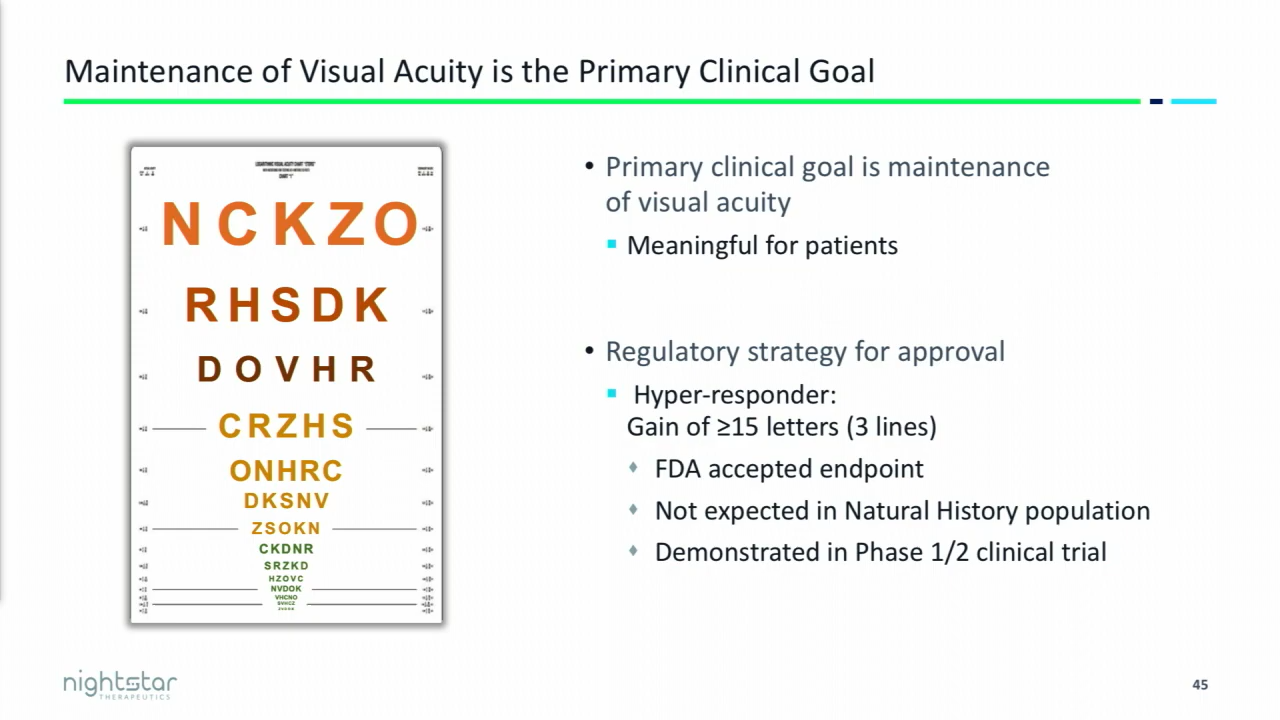 Maintenance of Visual Acuity is the Primary Clinical Goal
N C K Z O
R H S D K
D O V H R
C R Z H S
O N H R C
D K S N V
Z S O K N
C K D N R
S R Z K D
H Z O V C
N V D O K
V H C N O
• Primary clinical goal is maintenance
of visual acuity
▪ Meaningful for patients
• Regulatory strategy for approval
▪ Hyper-responder:
Gain of ≥15 letters (3 lines)
♦ FDA accepted endpoint
♦ Not expected in Natural History population
♦ Demonstrated in Phase 1/2 clinical trial
nightstar
THERAPEUTICS
45